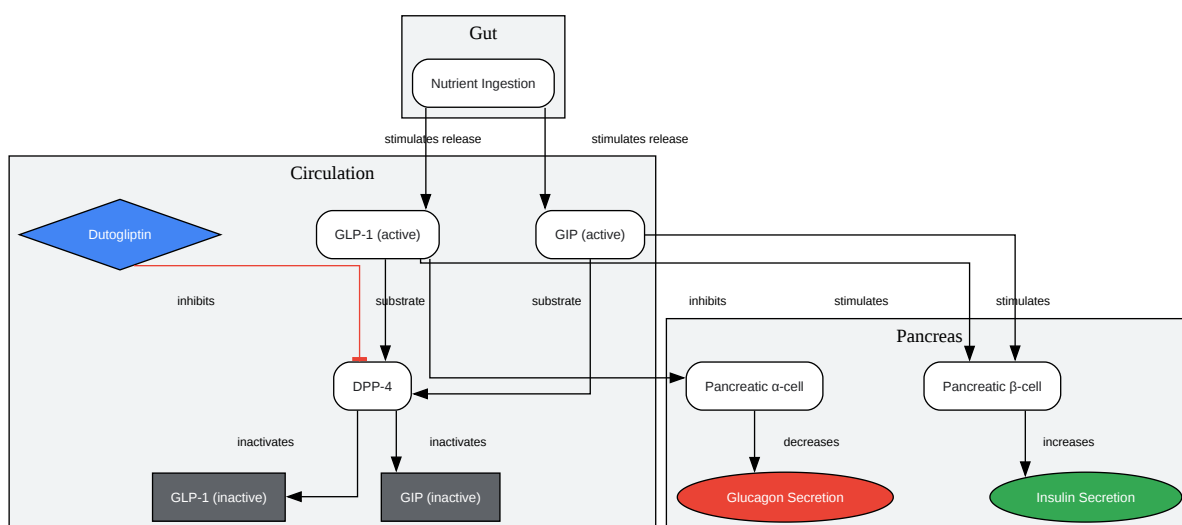 Gut
Nutrient Ingestion
stimulates release
stimulates release
Circulation
Dutogliptin
GLP-1 (active)
GIP (active)
inhibits
substrate
substrate
inhibits
stimulates
stimulates
Pancreas
DPP-4
Pancreatic α-cell
Pancreatic β-cell
inactivates
inactivates
decreases
increases
GLP-1 (inactive)
GIP (inactive)
Glucagon Secretion
Insulin Secretion